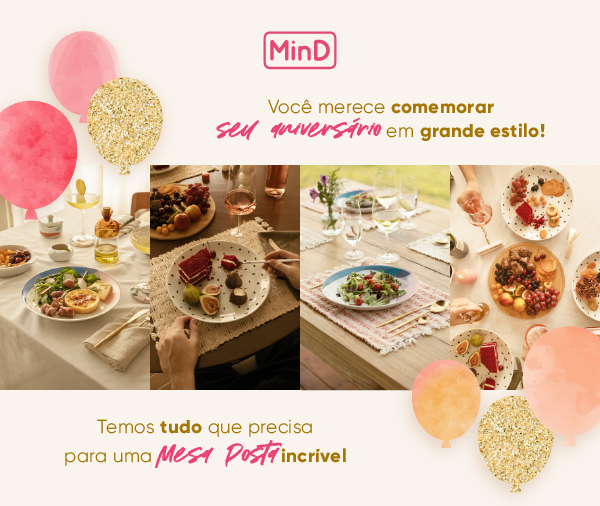 MinD
Você merece comemorar
seu aniversário em grande estilo!
Temos tudo que precisa
para uma Mesa Posta incrível